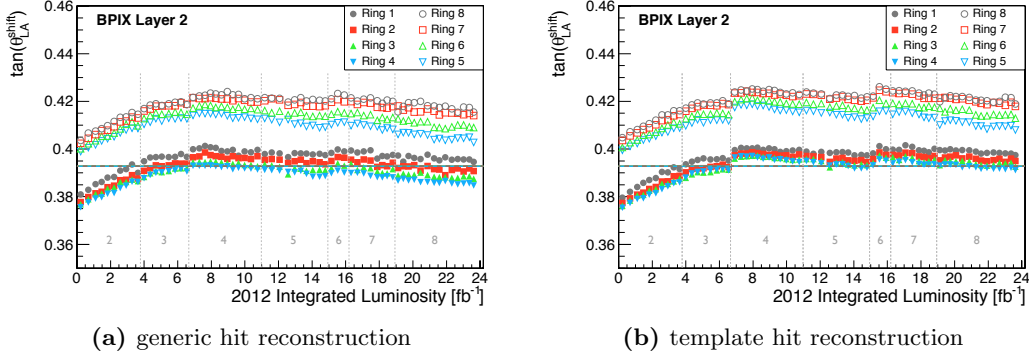 BPIX Layer 2
Ring 1 Ring 8
Ring 2 Ring 7
Ring 3 Ring 6
Ring 4 Ring 5
tan(θ_LA^shift)
0.46
0.44
0.42
0.4
0.38
0.36
2 3 4 5 6 7 8
0 2 4 6 8 10 12 14 16 18 20 22 24
2012 Integrated Luminosity [fb⁻¹]
(a) generic hit reconstruction
BPIX Layer 2
Ring 1 Ring 8
Ring 2 Ring 7
Ring 3 Ring 6
Ring 4 Ring 5
tan(θ_LA^shift)
0.46
0.44
0.42
0.4
0.38
0.36
2 3 4 5 6 7 8
0 2 4 6 8 10 12 14 16 18 20 22 24
2012 Integrated Luminosity [fb⁻¹]
(b) template hit reconstruction